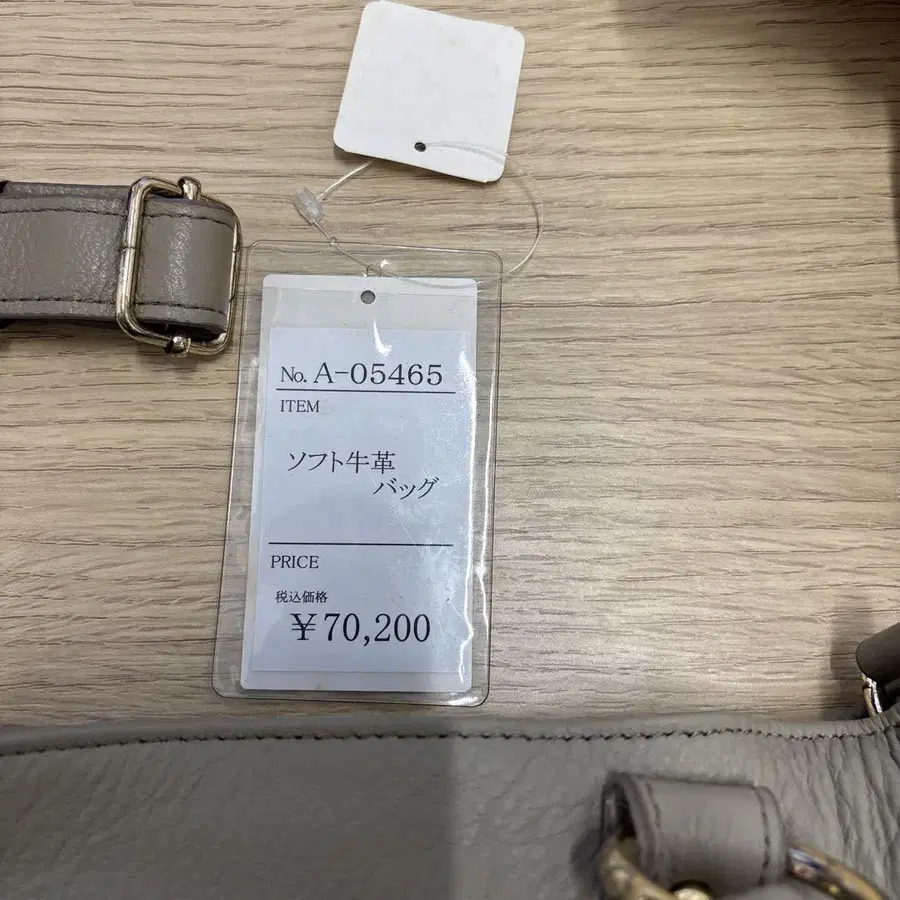 No. A-05465
ITEM
ソフト牛革
バッグ
PRICE
税込価格
￥70,200